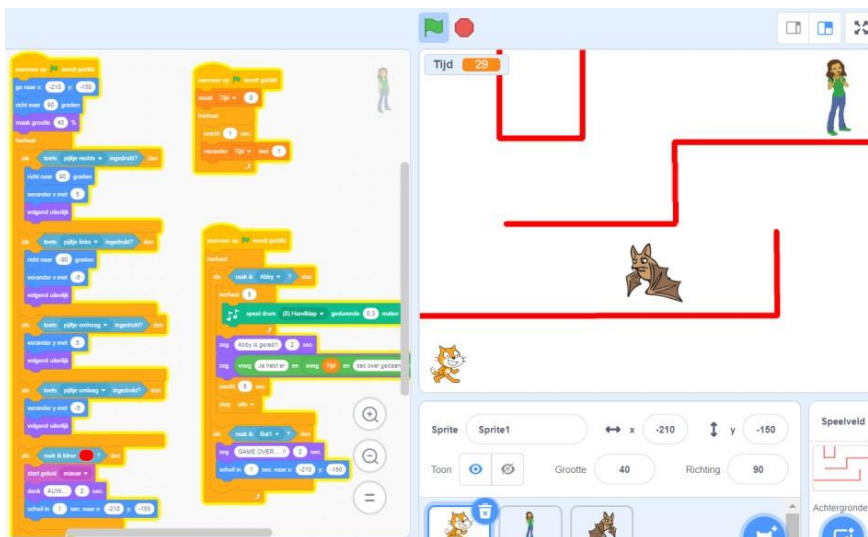 wanneer op wordt geklikt
ga naar x: -210 y: -150
richt naar 90 graden
maak grootte 40 %
herhaal
als toets pijltje rechts ingedrukt? dan
richt naar 90 graden
verander x met 5
volgend uiterlijk
als toets pijltje links ingedrukt? dan
richt naar -90 graden
verander x met -5
volgend uiterlijk
als toets pijltje omhoog ingedrukt? dan
verander y met 5
volgend uiterlijk
als toets pijltje omlaag ingedrukt? dan
verander y met -5
volgend uiterlijk
als raak ik kleur ? dan
start geluid miauw
denk AUW... 2 sec.
schuif in 1 sec. naar x: -210 y: -150
wanneer op wordt geklikt
maak Tijd 0
herhaal
wacht 1 sec.
verander Tijd met 1
wanneer op wordt geklikt
herhaal
als raak ik Abby ? dan
herhaal 5
speel drum (8) Handklap gedurende 0.3 maten
zeg Abby is gered!! 2 sec.
zeg voeg Je hebt er en voeg Tijd en sec over gedaan
wacht sec.
stop alle
als raak ik Bat1 ? dan
zeg GAME OVER... 2 sec.
schuif in 1 sec. naar x: -210 y: -150
Tijd 29
Sprite Sprite1 x -210 y -150
Toon Grootte 40 Richting 90
Speelveld
Achtergronde